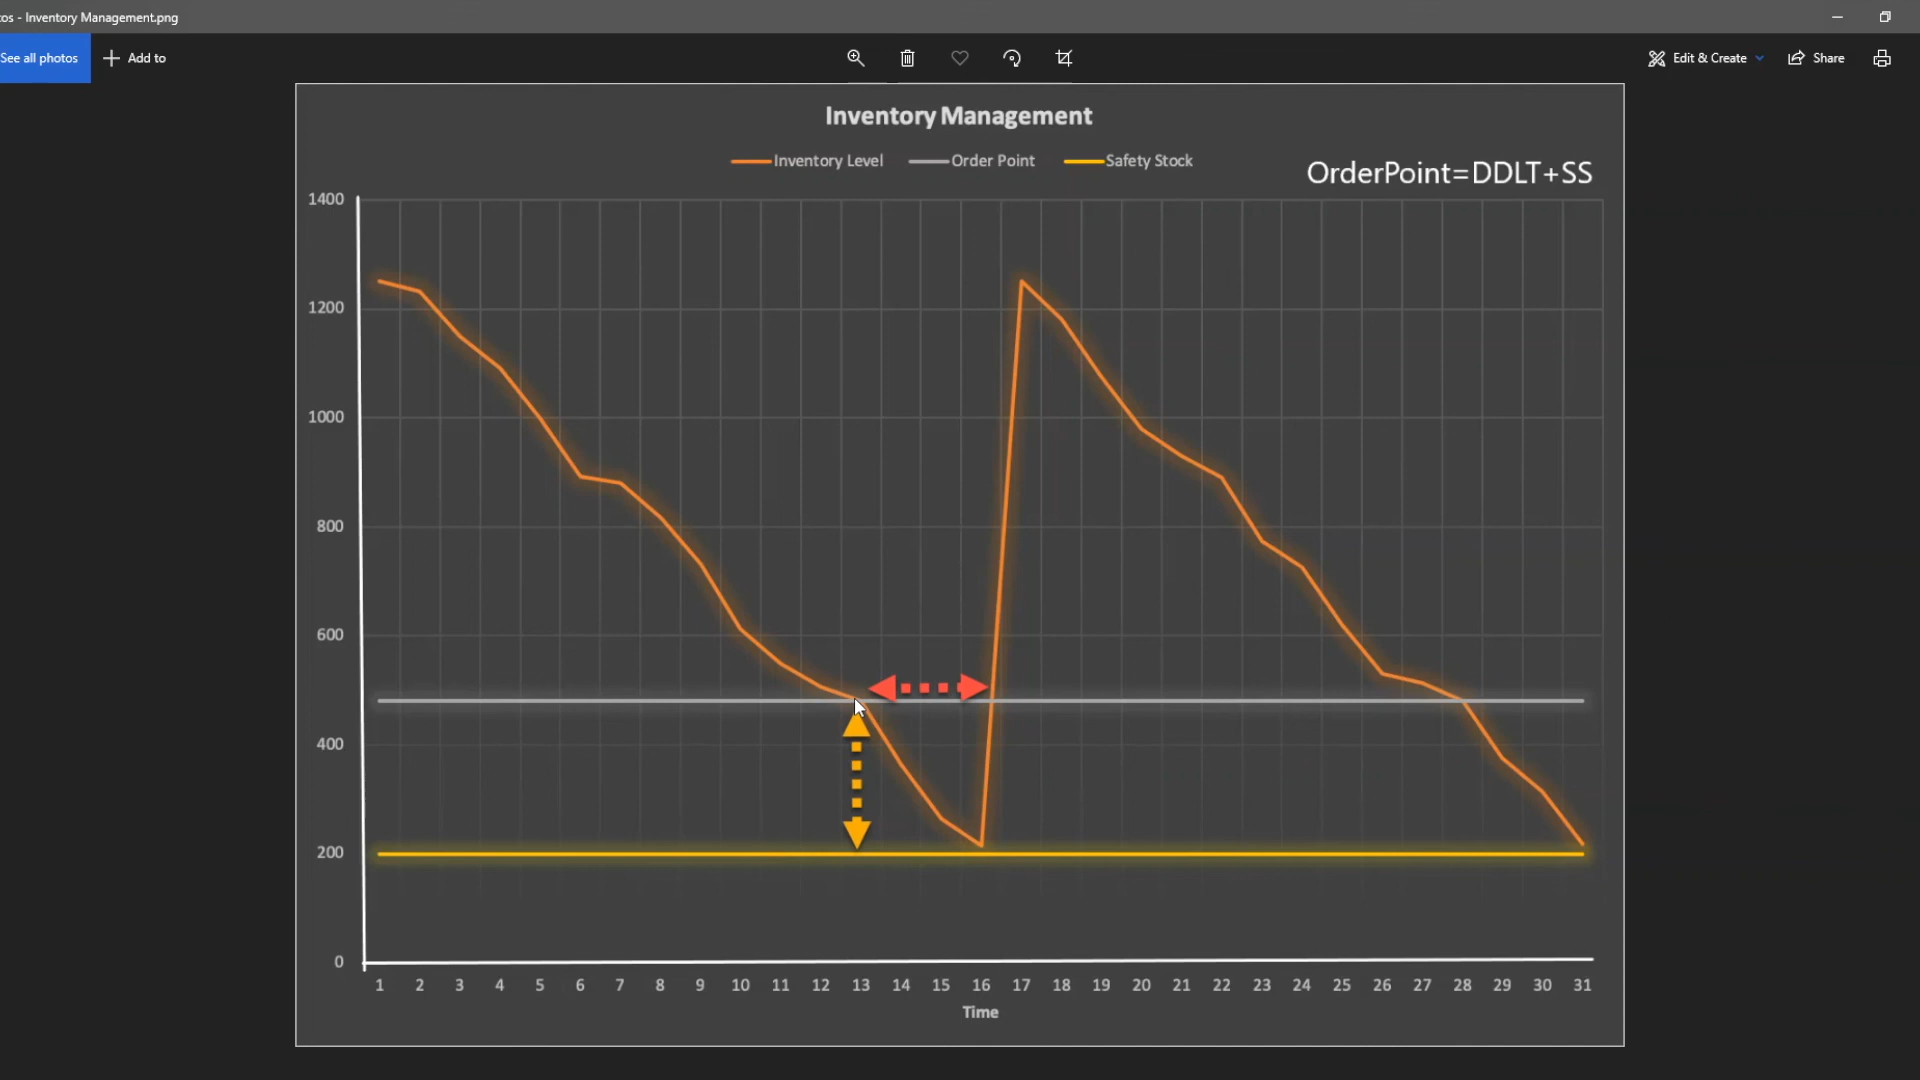 os - Inventory Management.png
See all photos
Add to
Edit & Create
Share
Inventory Management
Inventory Level
Order Point
Safety Stock
OrderPoint=DDLT+SS
1400
1200
1000
800
600
400
200
0
1 2 3 4 5 6 7 8 9 10 11 12 13 14 15 16 17 18 19 20 21 22 23 24 25 26 27 28 29 30 31
Time